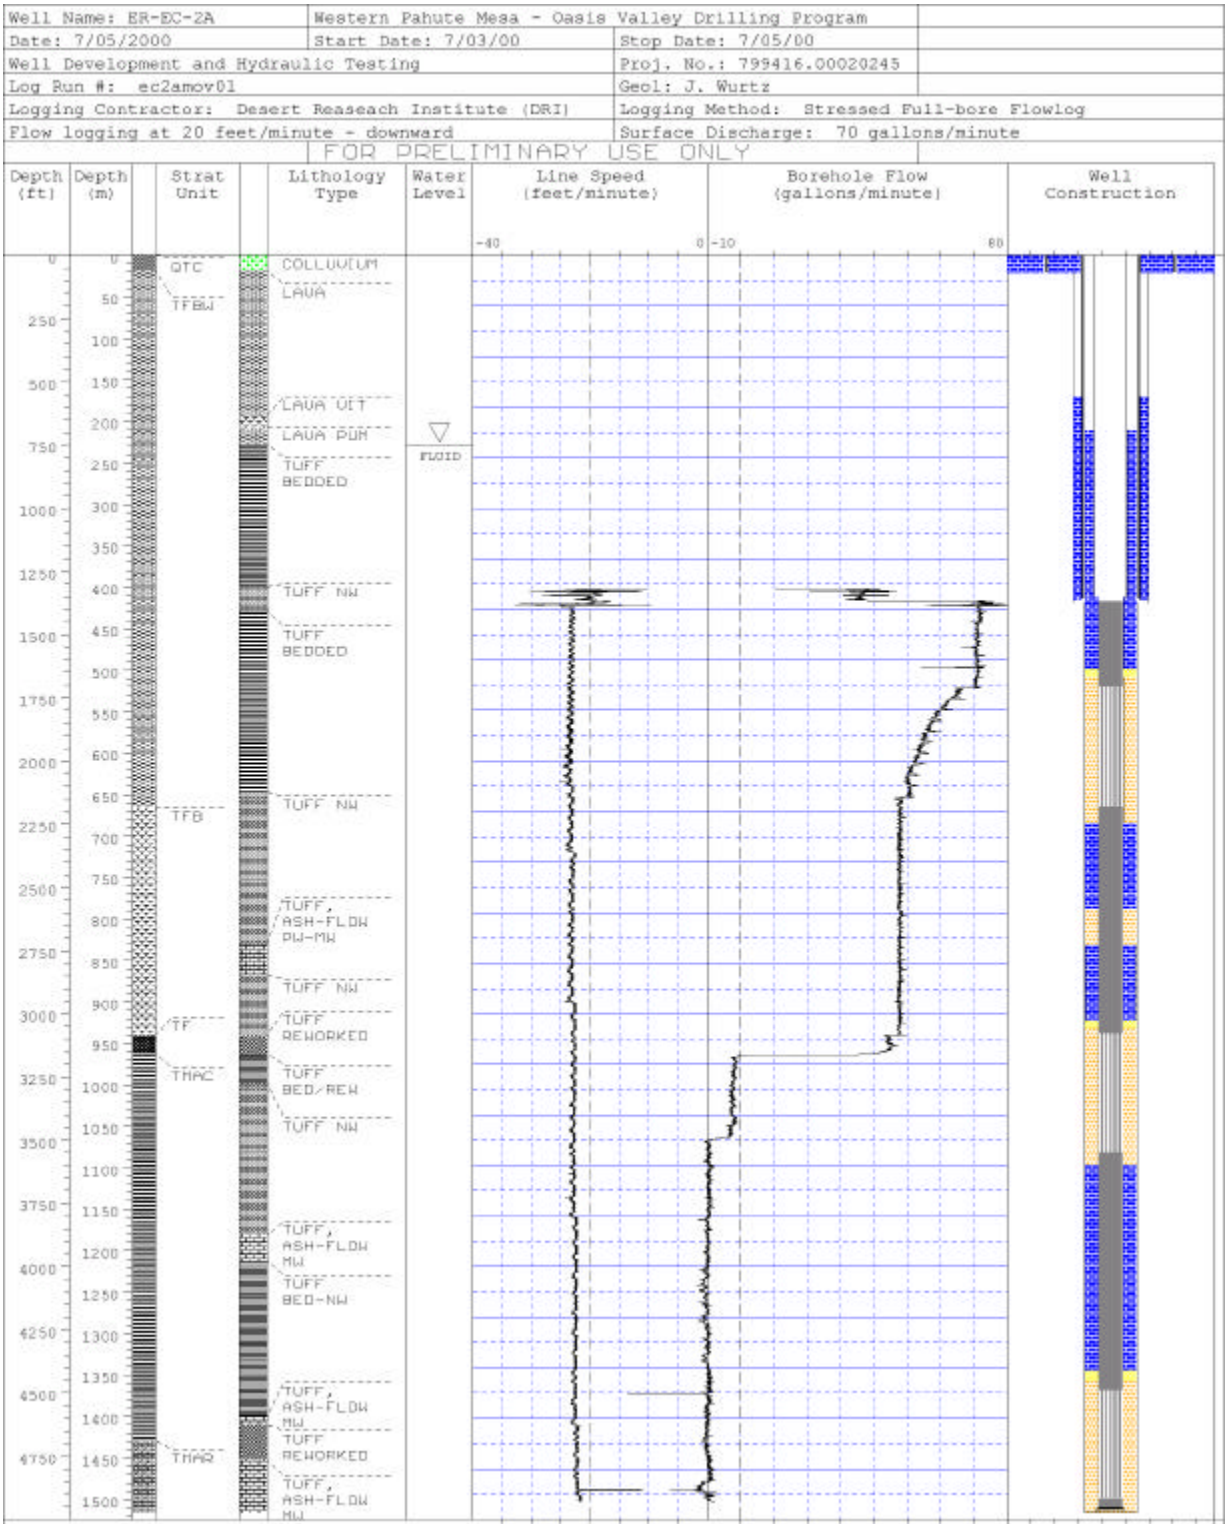 Well Name: ER-EC-2A Western Pahute Mesa - Oasis Valley Drilling Program
Date: 7/05/2000 Start Date: 7/03/00 Stop Date: 7/05/00
Well Development and Hydraulic Testing Proj. No.: 799416.00020245
Log Run #: ec2amov01 Geol: J. Wurtz
Logging Contractor: Desert Reaseach Institute (DRI) Logging Method: Stressed Full-bore Flowlog
Flow logging at 20 feet/minute - downward Surface Discharge: 70 gallons/minute
FOR PRELIMINARY USE ONLY
Depth Depth Strat Lithology Water Line Speed Borehole Flow Well
(ft) (m) Unit Type Level (feet/minute) (gallons/minute) Construction
-40 0 -10 80
0 0 QTC COLLUVIUM
LAVA
50 TFBW
250
100
150
500
LAVA VIT
200
LAVA PUM
750
FLUID
250 TUFF
BEDDED
1000 300
350
1250
400 TUFF NW
450 TUFF
1500 BEDDED
500
1750
550
600
2000
650 TUFF NW
TFB
2250
700
750
2500
TUFF,
800 ASH-FLOW
PW-MW
2750
850
TUFF NW
900
3000 TF TUFF
REWORKED
950
3250 TMAC TUFF
1000 BED/REW
1050 TUFF NW
3500
1100
3750
1150
TUFF,
1200 ASH-FLOW
MW
4000
TUFF
1250 BED-NW
4250
1300
1350
4500 TUFF,
ASH-FLOW
1400 MW
TUFF
4750 1450 TMAR REWORKED
TUFF,
1500 ASH-FLOW
MW